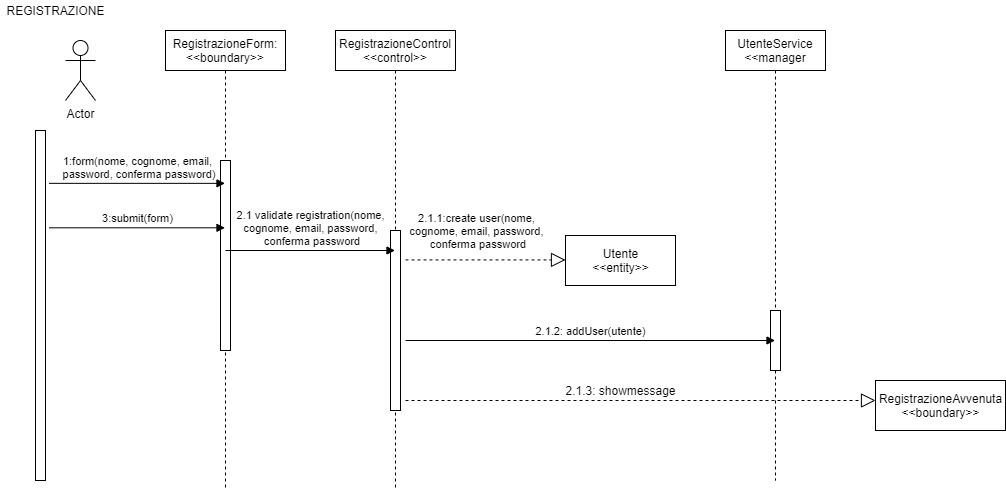 REGISTRAZIONE
Actor
RegistrazioneForm:
<<boundary>>
RegistrazioneControl
<<control>>
UtenteService
<<manager
1:form(nome, cognome, email,
password, conferma password)
3:submit(form)
2.1 validate registration(nome,
cognome, email, password,
conferma password
2.1.1:create user(nome,
cognome, email, password,
conferma password
Utente
<<entity>>
2.1.2: addUser(utente)
2.1.3: showmessage
RegistrazioneAvvenuta
<<boundary>>